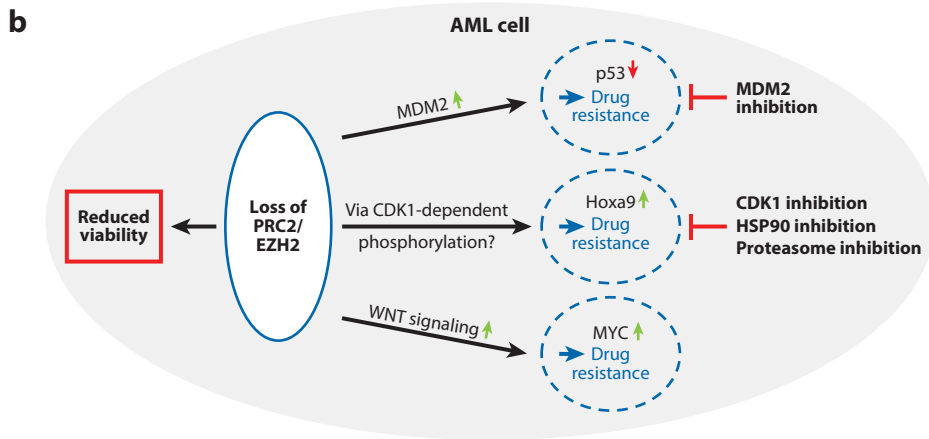 b
AML cell
MDM2
p53
Drug
resistance
MDM2
inhibition
Reduced
viability
Loss of
PRC2/
EZH2
Via CDK1-dependent
phosphorylation?
Hoxa9
Drug
resistance
CDK1 inhibition
HSP90 inhibition
Proteasome inhibition
WNT signaling
MYC
Drug
resistance